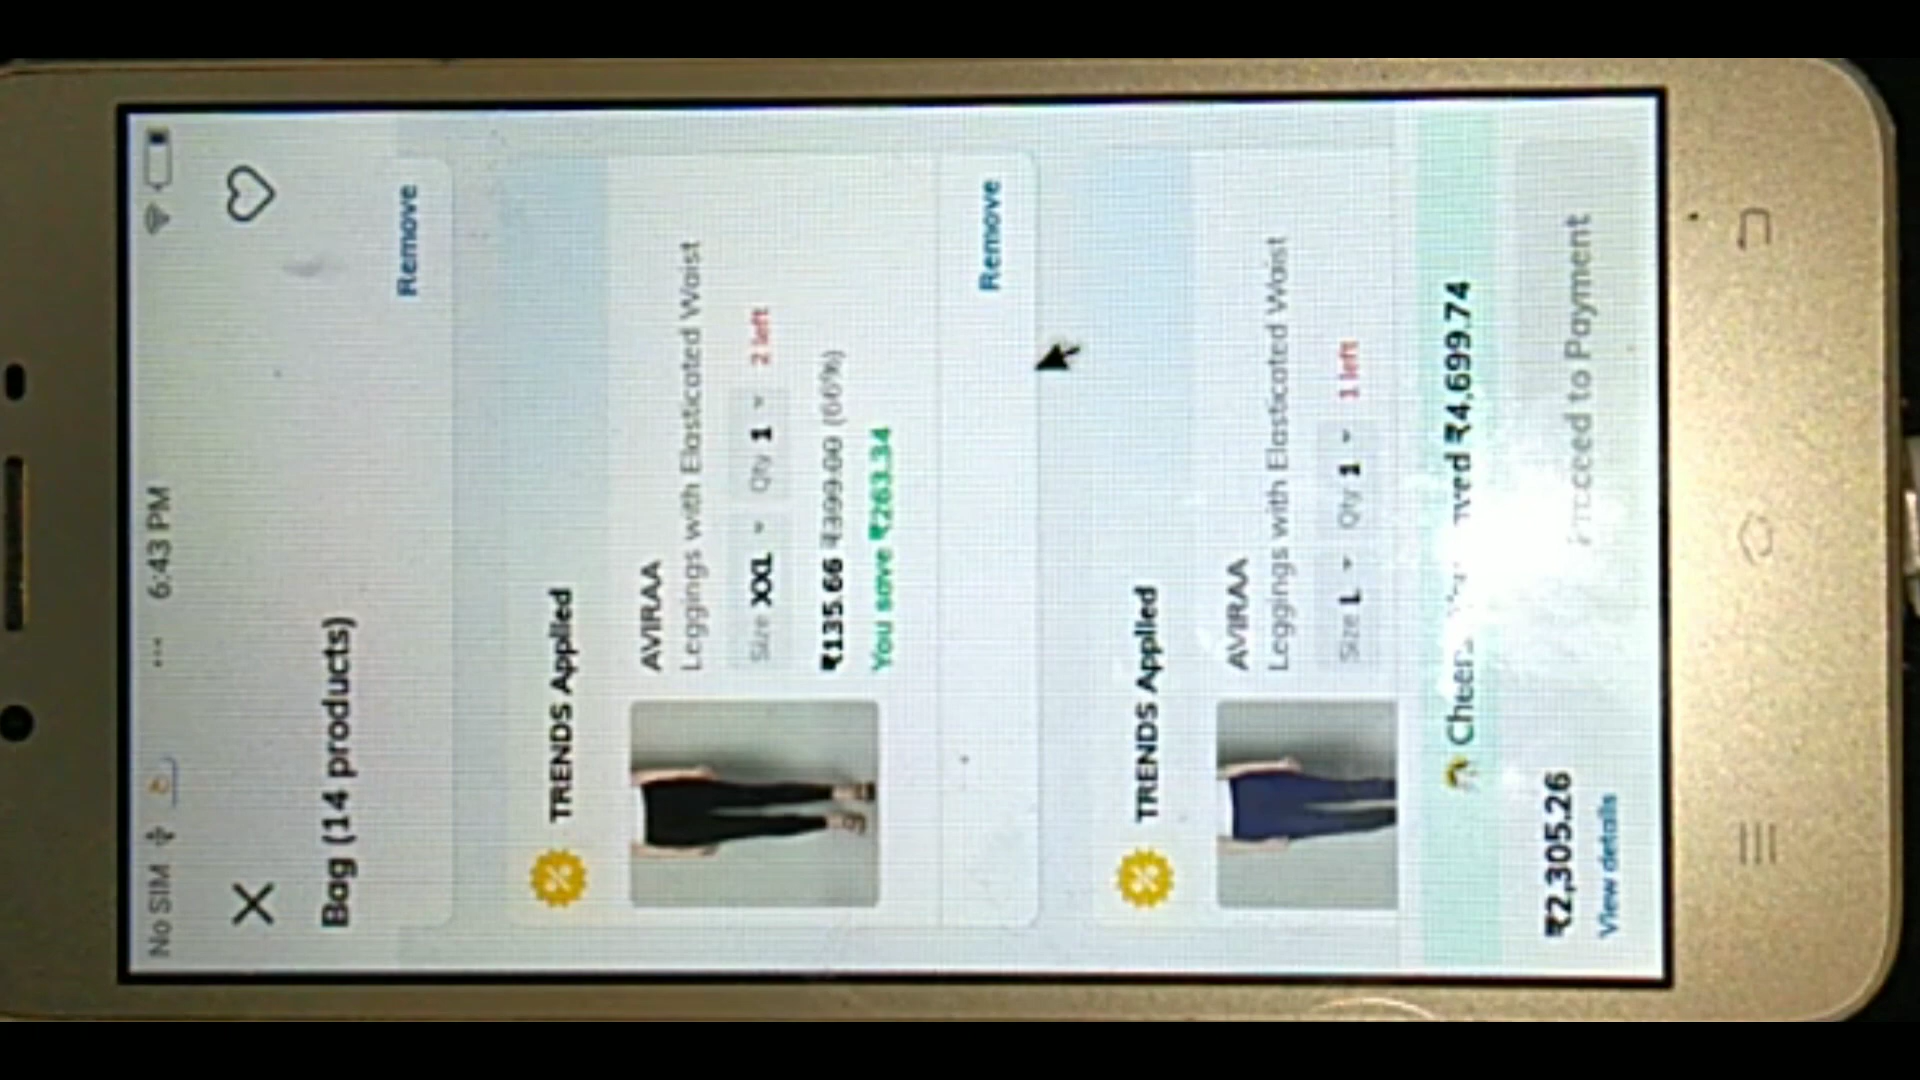 No SIM
... 6:43 PM
Bag (14 products)
Remove
TRENDS Applied
AVIRAA
Leggings with Elasticated Waist
Size XXL Qty 1 2 left
₹135.66 ₹399.00 (66%)
You save ₹263.34
Remove
TRENDS Applied
AVIRAA
Leggings with Elasticated Waist
Size L Qty 1 1 left
₹4,699.74
₹2,305.26
View details
Proceed to Payment